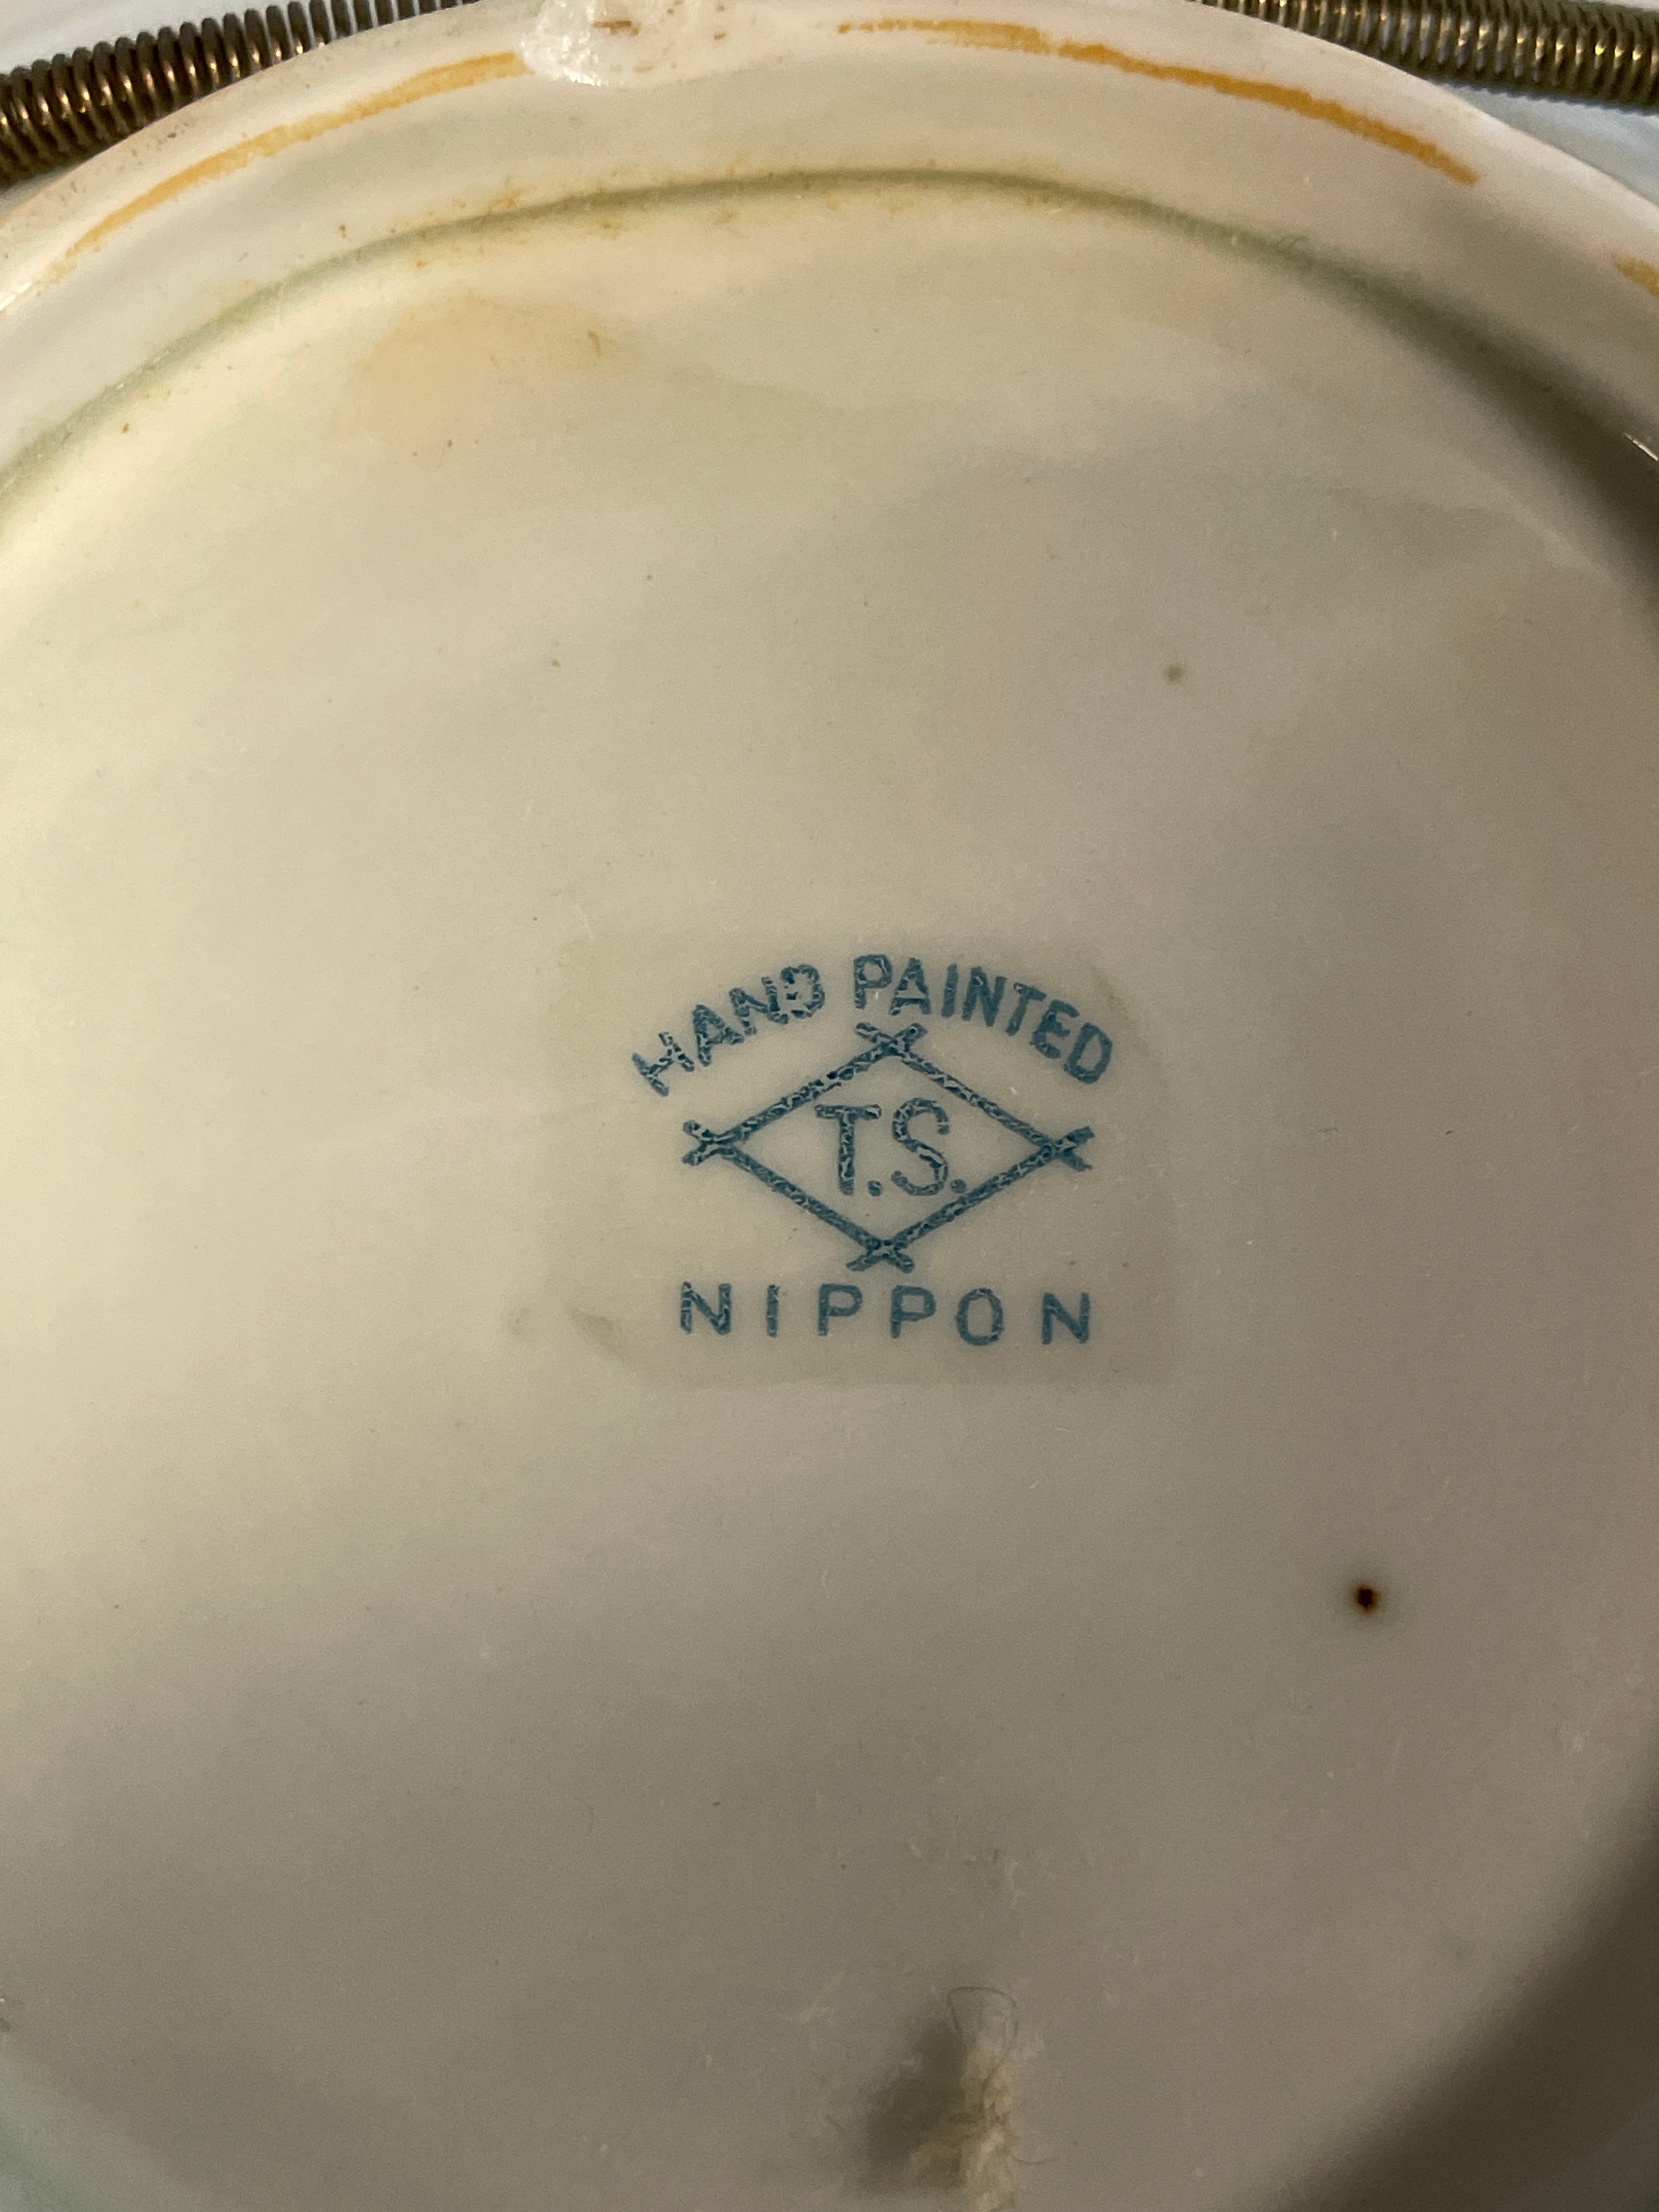 HAND PAINTED
T.S.
NIPPON